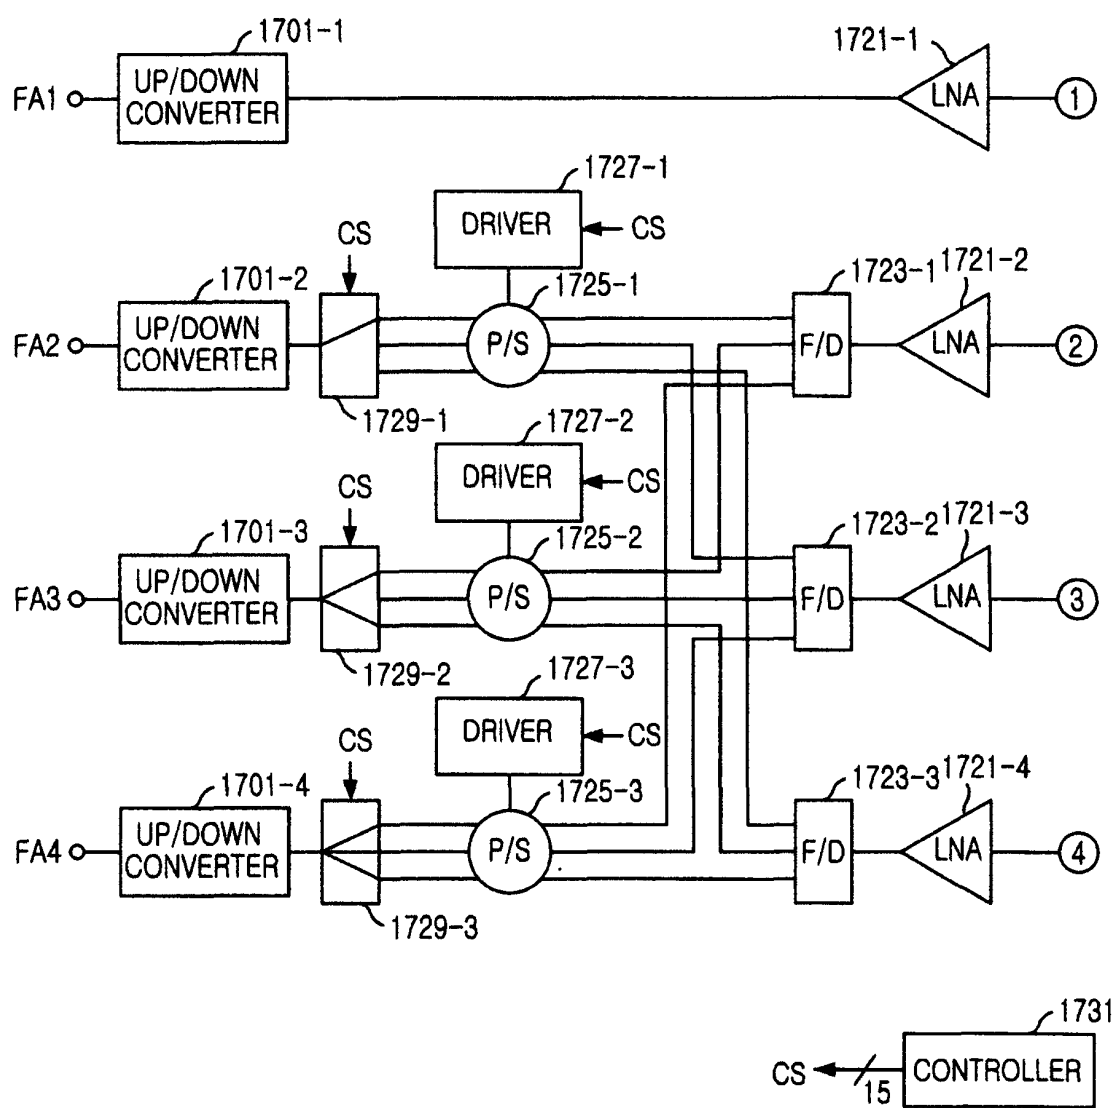 1701-1
1721-1
FA1
UP/DOWN
CONVERTER
LNA
1
1727-1
DRIVER
CS
CS
1701-2
1725-1
1723-1
1721-2
FA2
UP/DOWN
CONVERTER
P/S
F/D
LNA
2
1729-1
1727-2
DRIVER
CS
CS
1701-3
1725-2
1723-2
1721-3
FA3
UP/DOWN
CONVERTER
P/S
F/D
LNA
3
1729-2
1727-3
DRIVER
CS
CS
1701-4
1725-3
1723-3
1721-4
FA4
UP/DOWN
CONVERTER
P/S
F/D
LNA
4
1729-3
1731
CS
15
CONTROLLER